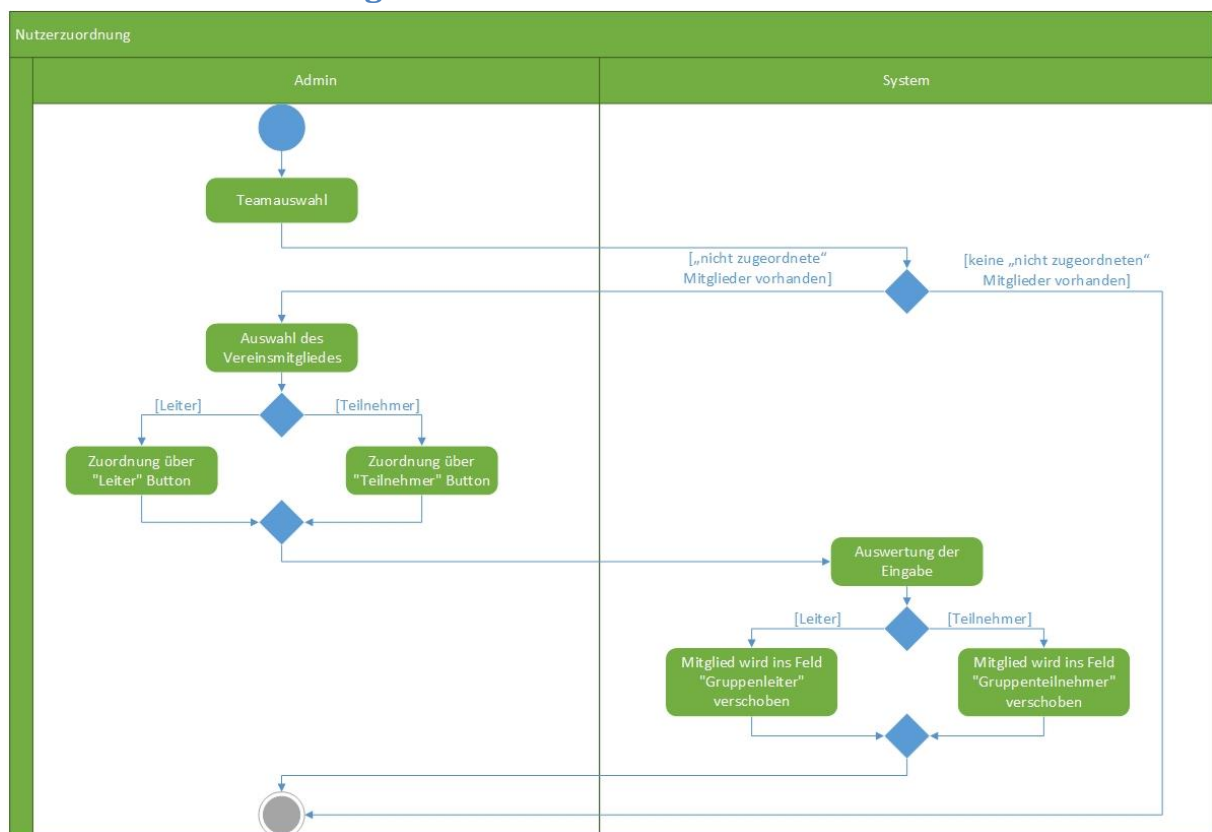 Nutzerzuordnung
Admin
System
Teamauswahl
[„nicht zugeordnete“
Mitglieder vorhanden]
[keine „nicht zugeordneten“
Mitglieder vorhanden]
Auswahl des
Vereinsmitgliedes
[Leiter]
[Teilnehmer]
Zuordnung über
"Leiter" Button
Zuordnung über
"Teilnehmer" Button
Auswertung der
Eingabe
[Leiter]
[Teilnehmer]
Mitglied wird ins Feld
"Gruppenleiter"
verschoben
Mitglied wird ins Feld
"Gruppenteilnehmer"
verschoben